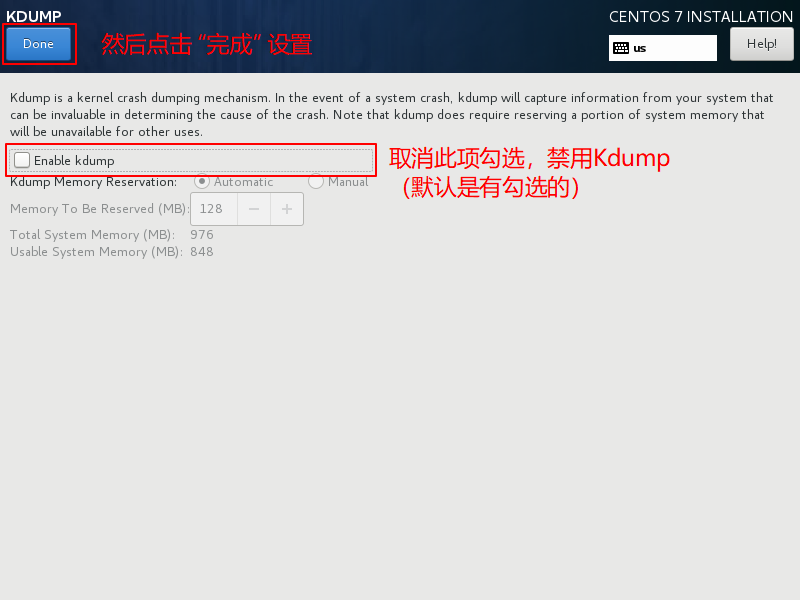 KDUMP
CENTOS 7 INSTALLATION
Done
然后点击 “完成” 设置
us
Help!
Kdump is a kernel crash dumping mechanism. In the event of a system crash, kdump will capture information from your system that
can be invaluable in determining the cause of the crash. Note that kdump does require reserving a portion of system memory that
will be unavailable for other uses.
Enable kdump
取消此项勾选，禁用Kdump
（默认是有勾选的）
Kdump Memory Reservation: Automatic Manual
Memory To Be Reserved (MB): 128 − +
Total System Memory (MB): 976
Usable System Memory (MB): 848